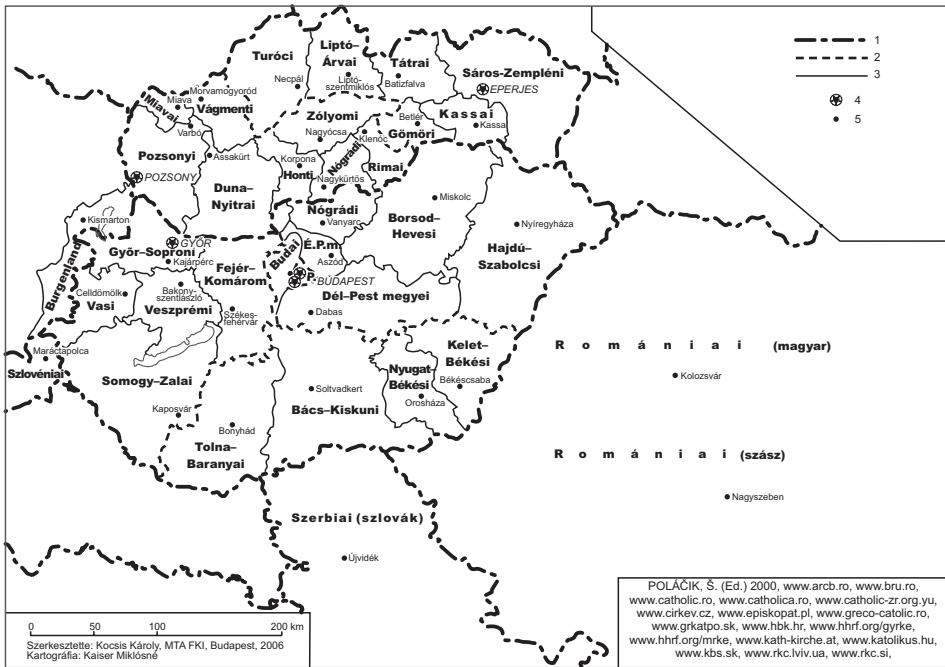 1
2
3
4
5
Turóci
Necpál
Liptó–
Árvai
Liptó-
szentmiklós
Tátrai
Batizfalva
Sáros-Zempléni
EPERJES
Morvamogyoród
Miava
Miavai
Vágmenti
Varbó
Zólyomi
Nagyócsa
Klenóc
Betlér
Gömöri
Kassai
Kassa
Pozsonyi
POZSONY
Assakürt
Duna–
Nyitrai
Korpona
Honti
Nógrádi
Nagykürtös
Rimai
Nógrádi
Vanyarc
Borsod–
Hevesi
Miskolc
Nyíregyháza
Hajdú–
Szabolcsi
Kismarton
Burgenland
GYŐR
Győr–Soproni
Kajárpérc
Fejér–
Komárom
Székes-
fehérvár
Budai
É.P.m.
Aszód
P.
BUDAPEST
Dél–Pest megyei
Dabas
Celldömölk
Vasi
Bakony-
szentlászló
Veszprémi
Maráctapolca
Szlovéniai
Somogy–Zalai
Kaposvár
Bonyhád
Tolna–
Baranyai
Soltvadkert
Bács–Kiskuni
Nyugat–
Békési
Orosháza
Kelet–
Békési
Békéscsaba
Romániai (magyar)
Kolozsvár
Romániai (szász)
Nagyszeben
Szerbiai (szlovák)
Újvidék
0 50 100 200 km
Szerkesztette: Kocsis Károly, MTA FKI, Budapest, 2006
Kartográfia: Kaiser Miklósné
POLÁČIK, Š. (Ed.) 2000, www.arcb.ro, www.bru.ro,
www.catholic.ro, www.catholica.ro, www.catholic-zr.org.yu,
www.cirkev.cz, www.episkopat.pl, www.greco-catolic.ro,
www.grkatpo.sk, www.hbk.hr, www.hhrf.org/gyrke,
www.hhrf.org/mrke, www.kath-kirche.at, www.katolikus.hu,
www.kbs.sk, www.rkc.lviv.ua, www.rkc.si,